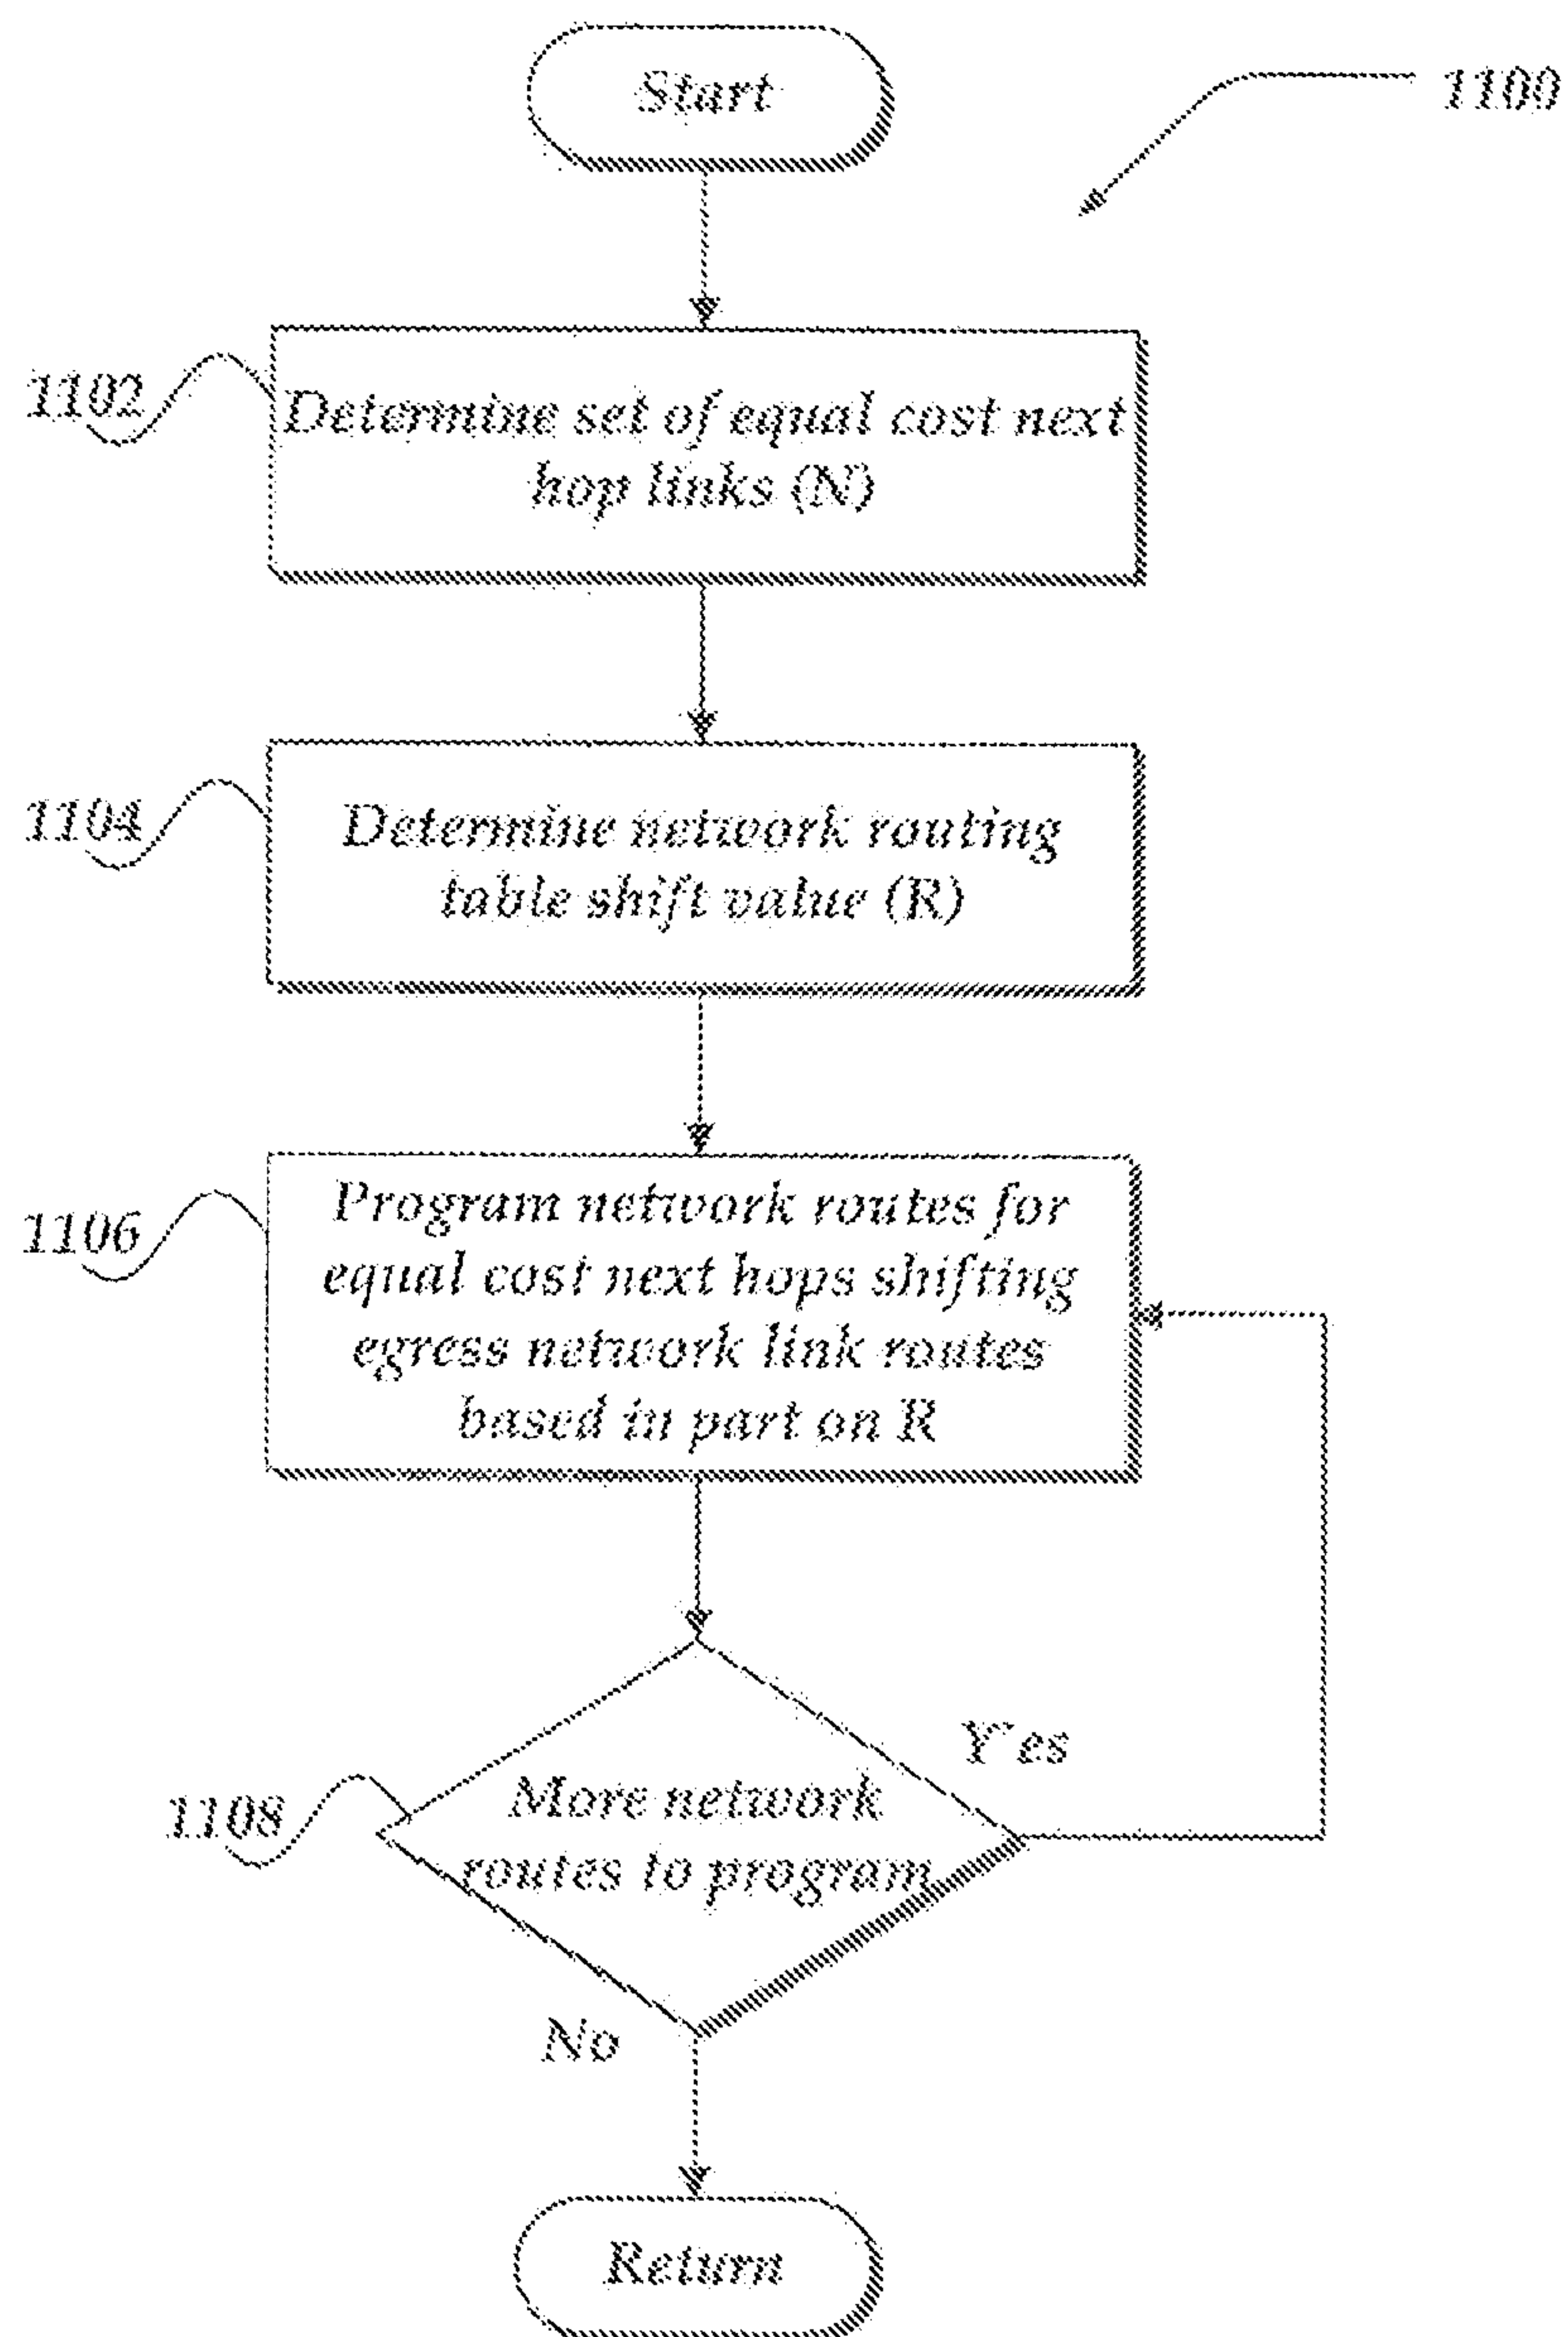 Start
1100
1102
Determine set of equal cost next
hop links (N)
1104
Determine network routing
table shift value (R)
1106
Program network routes for
equal cost next hops shifting
egress network link routes
based in part on R
Yes
1108
More network
routes to program
No
Return